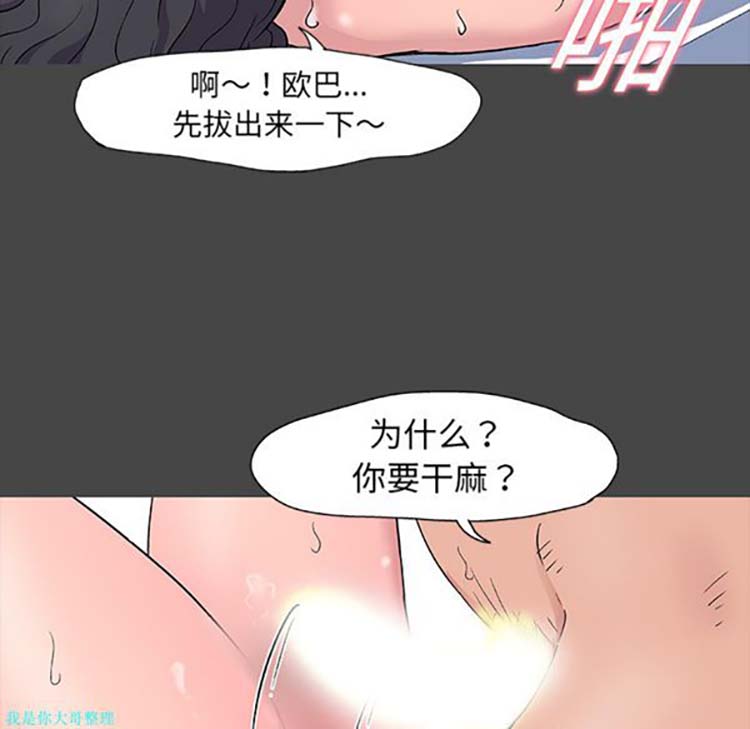 啪
啊～！欧巴...
先拔出来一下～
为什么？
你要干麻？
我是你大哥整理